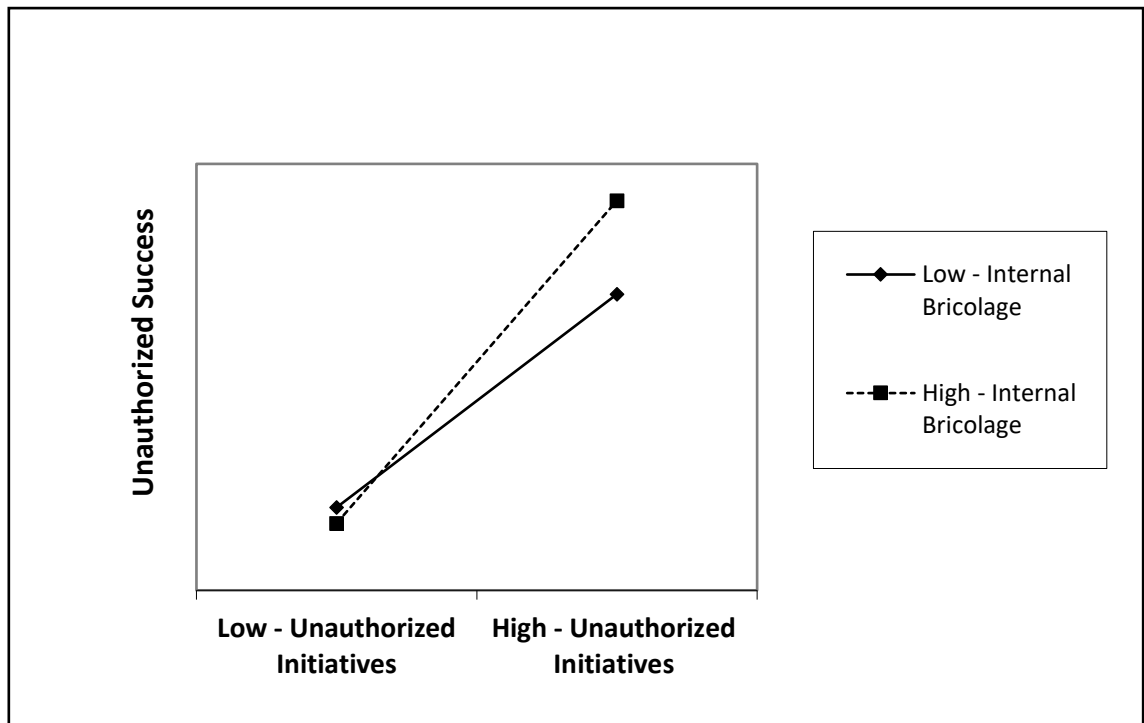 Unauthorized Success
Low - Internal
Bricolage
High - Internal
Bricolage
Low - Unauthorized
Initiatives
High - Unauthorized
Initiatives